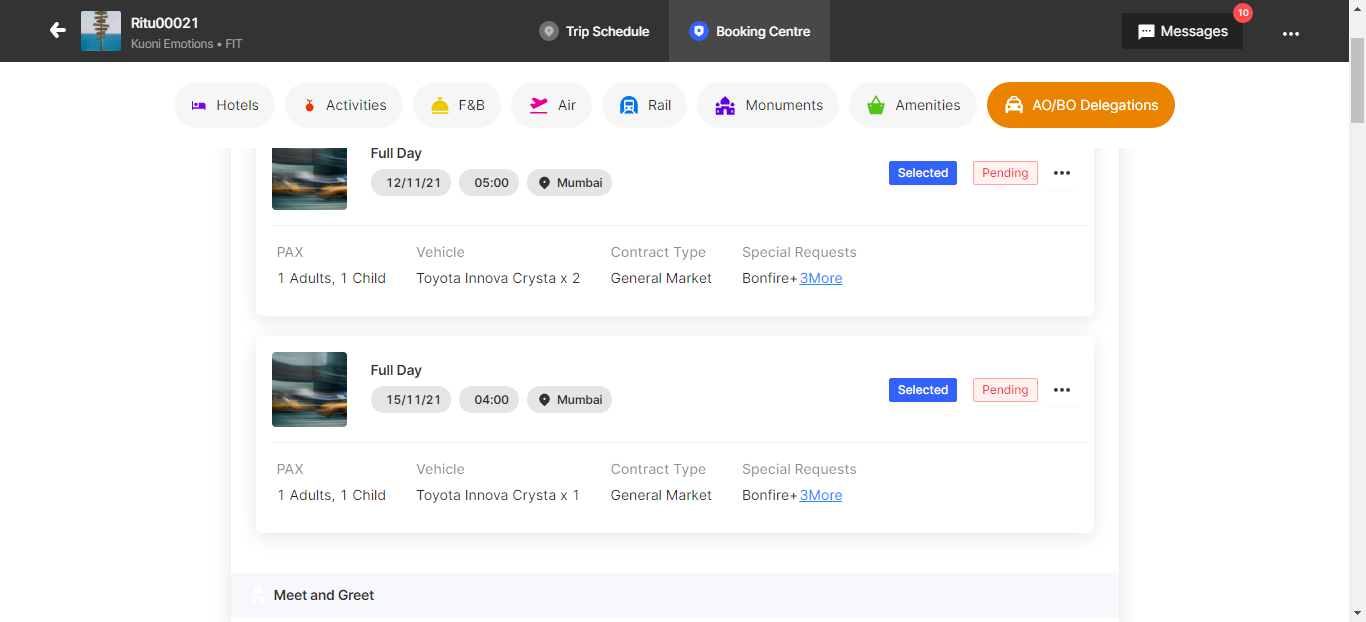 Ritu00021
Kuoni Emotions • FIT
Trip Schedule
Booking Centre
Messages
10
Hotels
Activities
F&B
Air
Rail
Monuments
Amenities
AO/BO Delegations
Full Day
12/11/21 05:00 Mumbai
Selected Pending
PAX Vehicle Contract Type Special Requests
1 Adults, 1 Child Toyota Innova Crysta x 2 General Market Bonfire+3More
Full Day
15/11/21 04:00 Mumbai
Selected Pending
PAX Vehicle Contract Type Special Requests
1 Adults, 1 Child Toyota Innova Crysta x 1 General Market Bonfire+3More
Meet and Greet